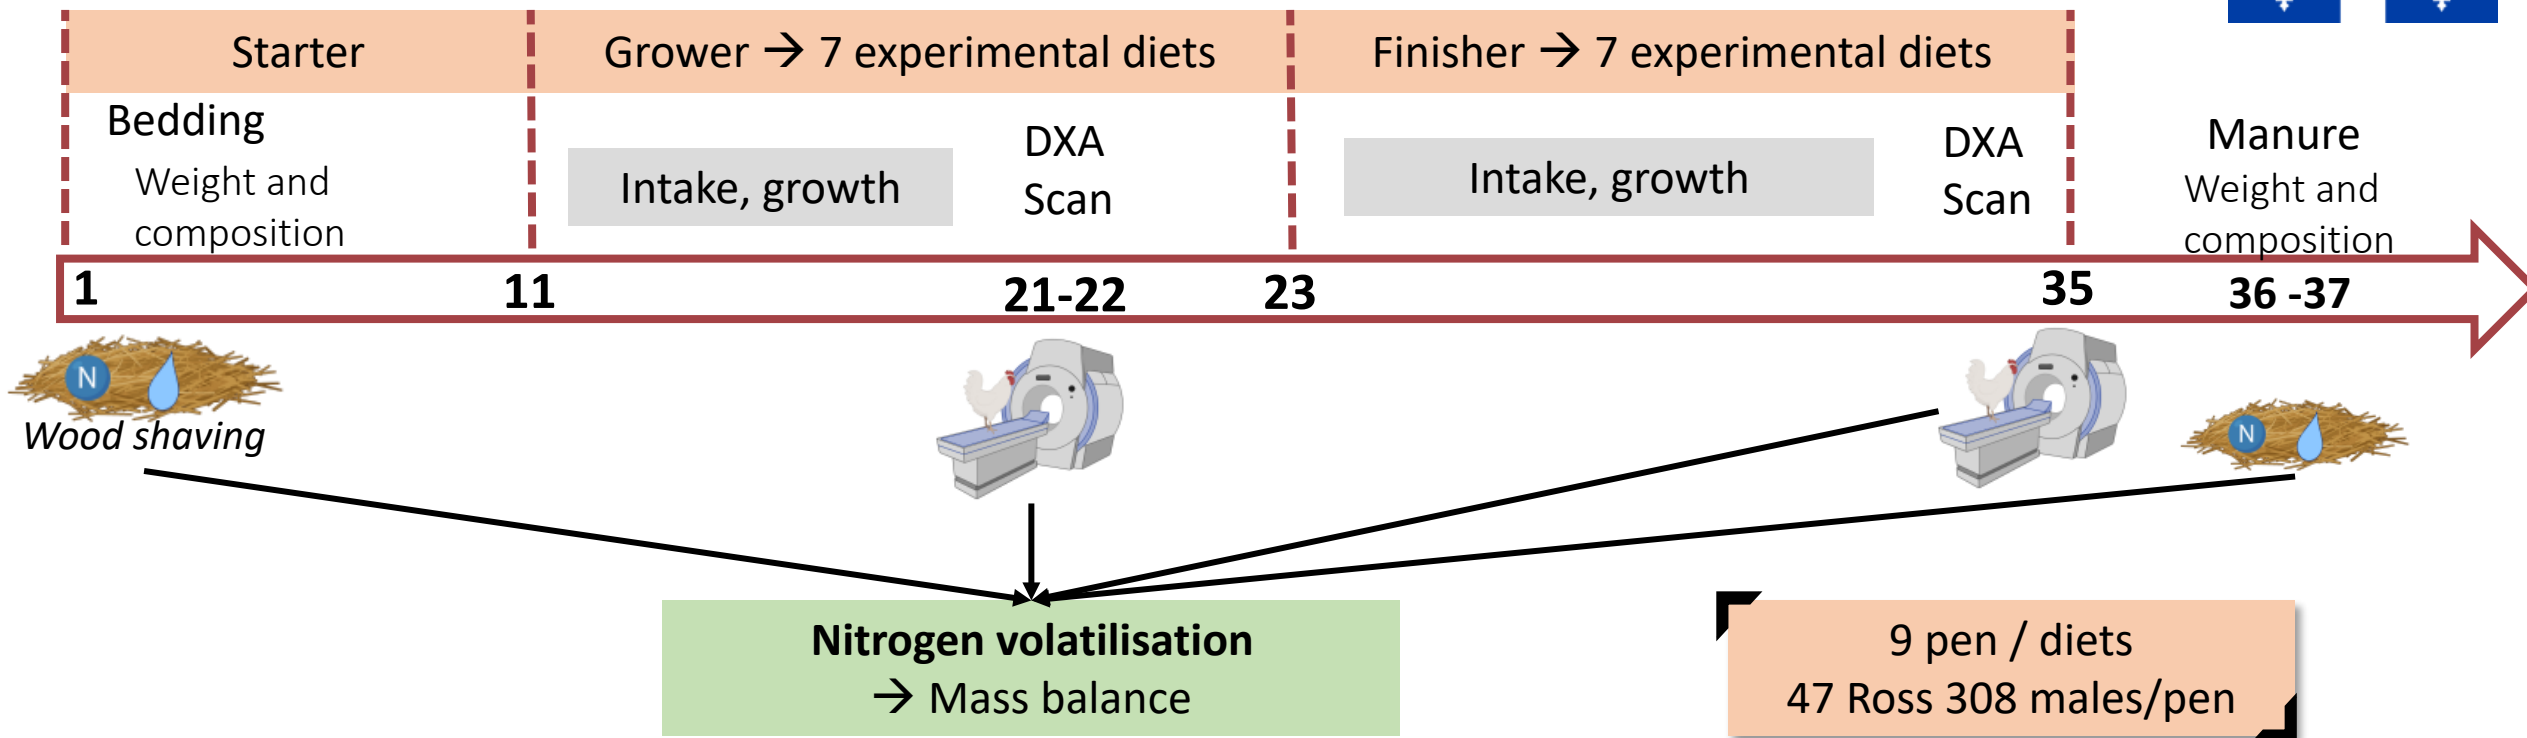 Starter
Grower → 7 experimental diets
Finisher → 7 experimental diets
Bedding
Weight and
composition
Intake, growth
DXA
Scan
Intake, growth
DXA
Scan
Manure
Weight and
composition
1
11
21-22
23
35
36 -37
N
Wood shaving
N
Nitrogen volatilisation
→ Mass balance
9 pen / diets
47 Ross 308 males/pen